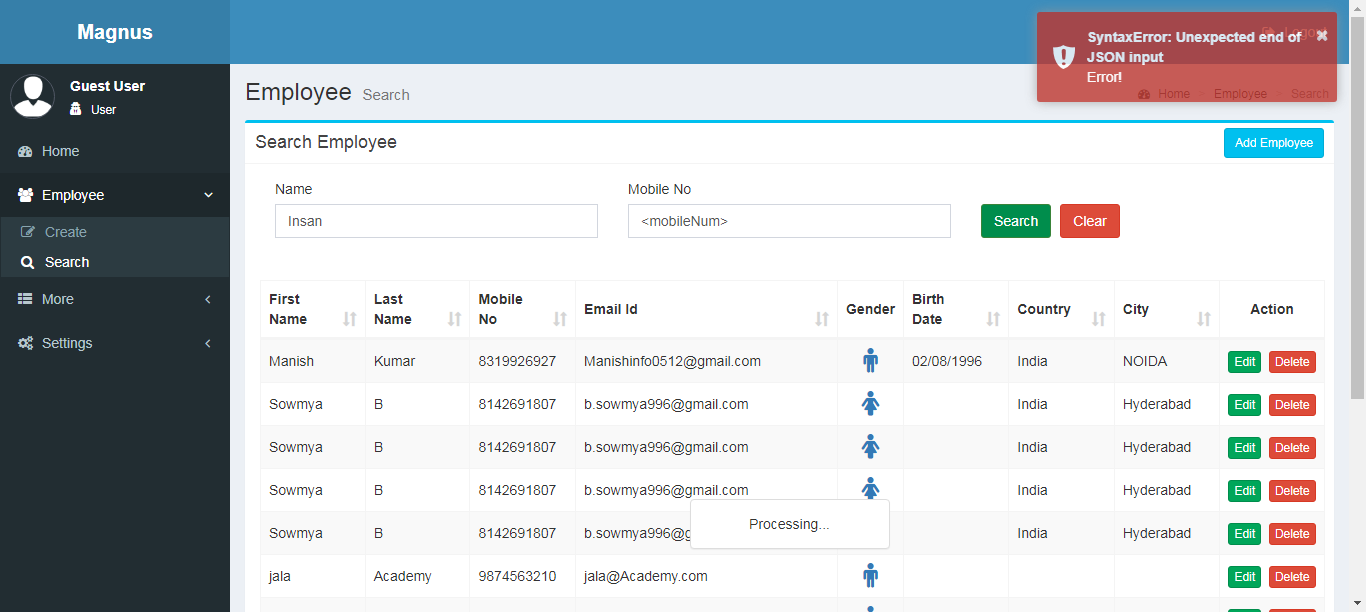 Magnus
Logout
SyntaxError: Unexpected end of
JSON input
Error!
Guest User
User
Home
Employee
Create
Search
More
Settings
Employee Search
Home Employee Search
Search Employee
Add Employee
Name
Mobile No
Insan
<mobileNum>
Search Clear
First Name Last Name Mobile No Email Id Gender Birth Date Country City Action
Manish Kumar 8319926927 Manishinfo0512@gmail.com 02/08/1996 India NOIDA Edit Delete
Sowmya B 8142691807 b.sowmya996@gmail.com India Hyderabad Edit Delete
Sowmya B 8142691807 b.sowmya996@gmail.com India Hyderabad Edit Delete
Sowmya B 8142691807 b.sowmya996@gmail.com India Hyderabad Edit Delete
Processing...
Sowmya B 8142691807 India Hyderabad Edit Delete
jala Academy 9874563210 jala@Academy.com Edit Delete